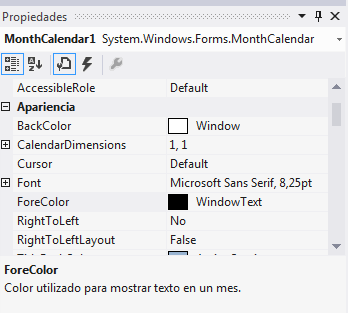 Propiedades
MonthCalendar1 System.Windows.Forms.MonthCalendar
AccessibleRole Default
Apariencia
BackColor Window
CalendarDimensions 1, 1
Cursor Default
Font Microsoft Sans Serif, 8,25pt
ForeColor WindowText
RightToLeft No
RightToLeftLayout False
ForeColor
Color utilizado para mostrar texto en un mes.